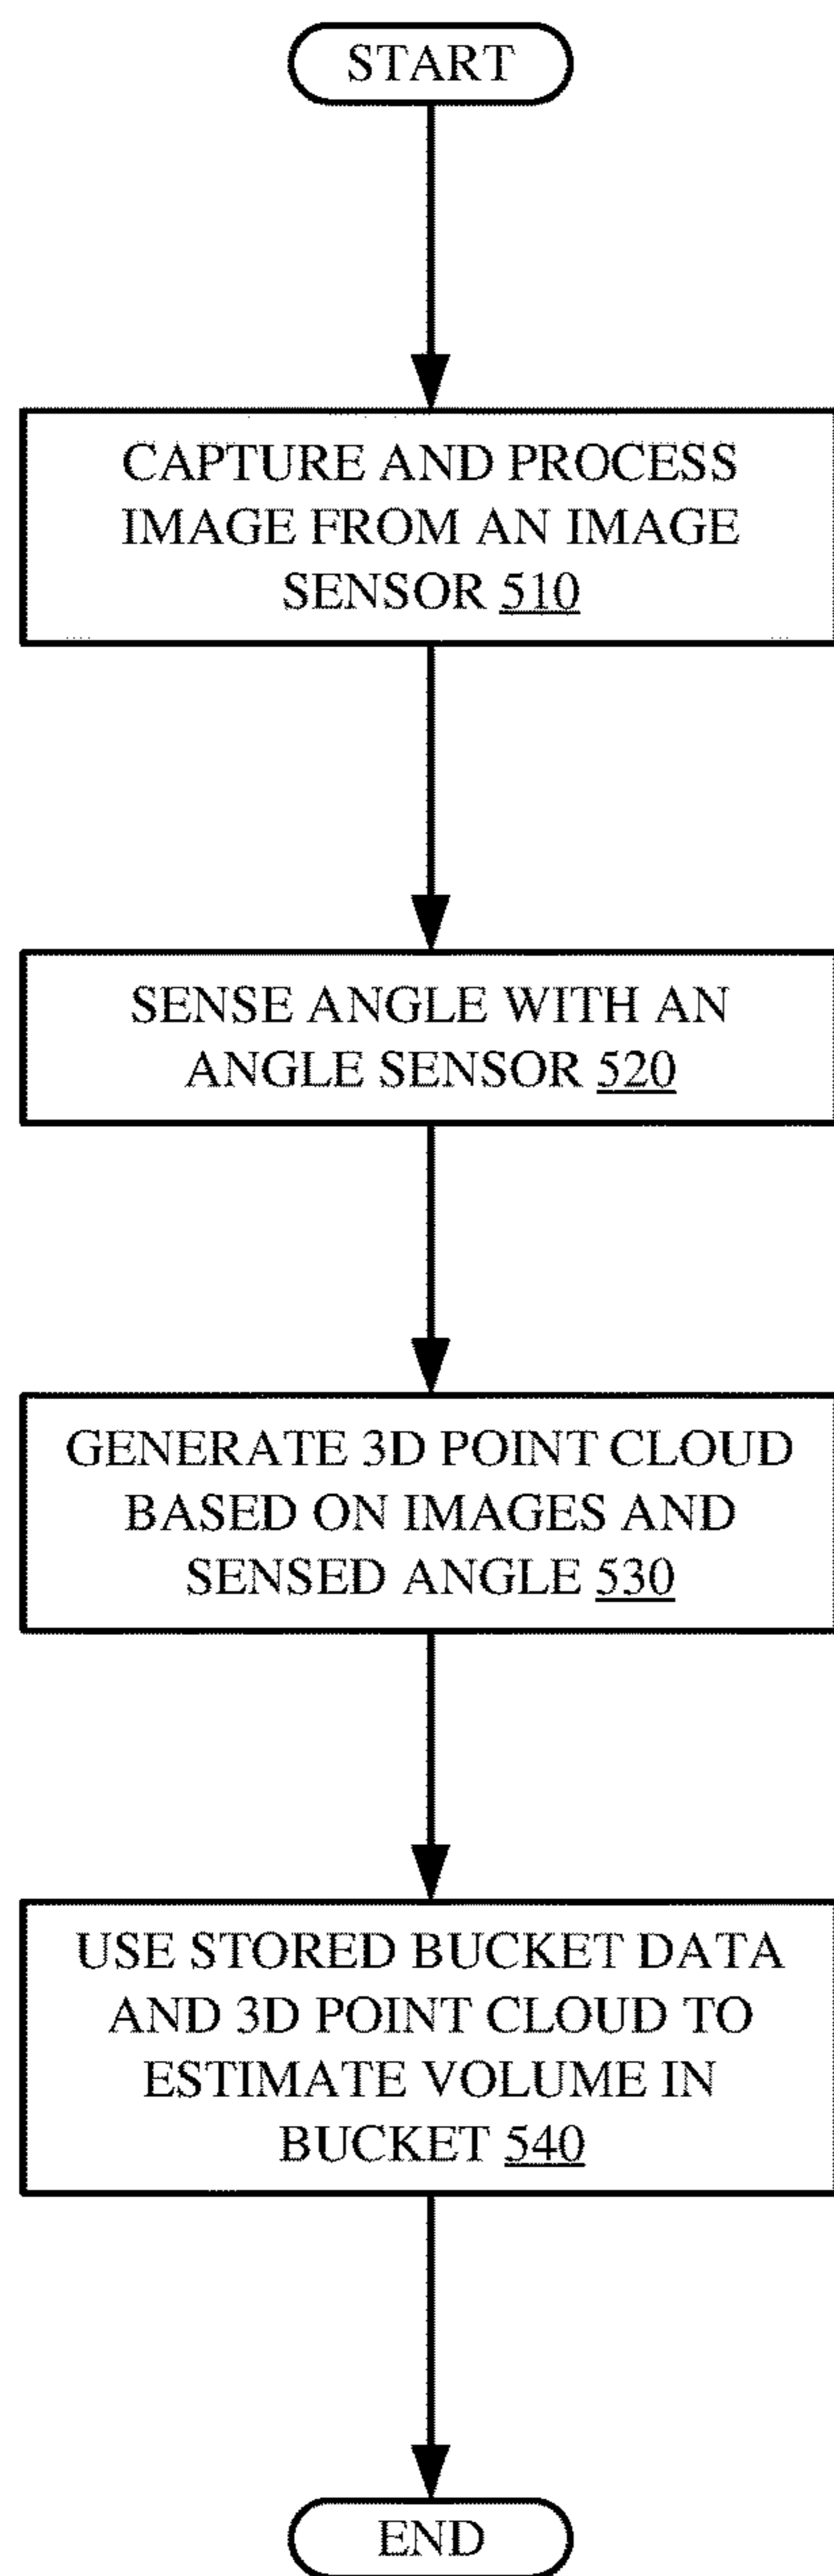 START
CAPTURE AND PROCESS
IMAGE FROM AN IMAGE
SENSOR 510
SENSE ANGLE WITH AN
ANGLE SENSOR 520
GENERATE 3D POINT CLOUD
BASED ON IMAGES AND
SENSED ANGLE 530
USE STORED BUCKET DATA
AND 3D POINT CLOUD TO
ESTIMATE VOLUME IN
BUCKET 540
END